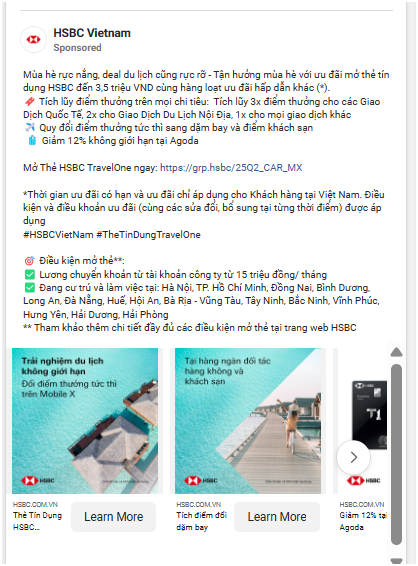 HSBC Vietnam
Sponsored
Mùa hè rực nắng, deal du lịch cũng rực rỡ - Tận hưởng mùa hè với ưu đãi mở thẻ tín
dụng HSBC đến 3,5 triệu VND cùng hàng loạt ưu đãi hấp dẫn khác (*).
🚀 Tích lũy điểm thưởng trên mọi chi tiêu: Tích lũy 3x điểm thưởng cho các Giao
Dịch Quốc Tế, 2x cho Giao Dịch Du Lịch Nội Địa, 1x cho mọi giao dịch khác
✈️ Quy đổi điểm thưởng tức thì sang dặm bay và điểm khách sạn
🧳 Giảm 12% không giới hạn tại Agoda
Mở Thẻ HSBC TravelOne ngay: https://grp.hsbc/25Q2_CAR_MX
*Thời gian ưu đãi có hạn và ưu đãi chỉ áp dụng cho Khách hàng tại Việt Nam. Điều
kiện và điều khoản ưu đãi (cùng các sửa đổi, bổ sung tại từng thời điểm) được áp
dụng
#HSBCVietNam #TheTinDungTravelOne
🎯 Điều kiện mở thẻ**:
✅ Lương chuyển khoản từ tài khoản công ty từ 15 triệu đồng/ tháng
✅ Đang cư trú và làm việc tại: Hà Nội, TP. Hồ Chí Minh, Đồng Nai, Bình Dương,
Long An, Đà Nẵng, Huế, Hội An, Bà Rịa - Vũng Tàu, Tây Ninh, Bắc Ninh, Vĩnh Phúc,
Hưng Yên, Hải Dương, Hải Phòng
** Tham khảo thêm chi tiết đầy đủ các điều kiện mở thẻ tại trang web HSBC
Trải nghiệm du lịch
không giới hạn
Đổi điểm thưởng tức thì
trên Mobile X
HSBC
Tại hàng ngàn đối tác
hàng không và
khách sạn
HSBC
HSBC
T1
HSBC
HSBC.COM.VN
Thẻ Tín Dụng
HSBC...
Learn More
HSBC.COM.VN
Tích điểm đổi
dặm bay
Learn More
HSBC.COM.VN
Giảm 12% tại
Agoda